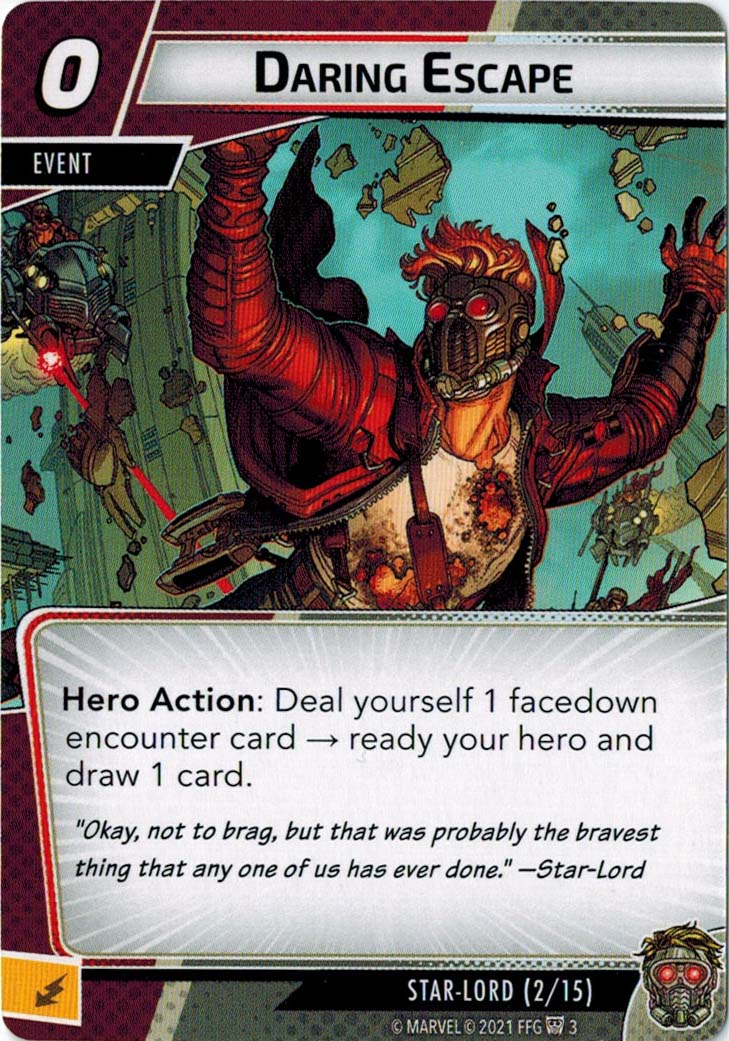 0
DARING ESCAPE
EVENT
Hero Action: Deal yourself 1 facedown
encounter card → ready your hero and
draw 1 card.
"Okay, not to brag, but that was probably the bravest
thing that any one of us has ever done." —Star-Lord
STAR-LORD (2/15)
© MARVEL © 2021 FFG 3